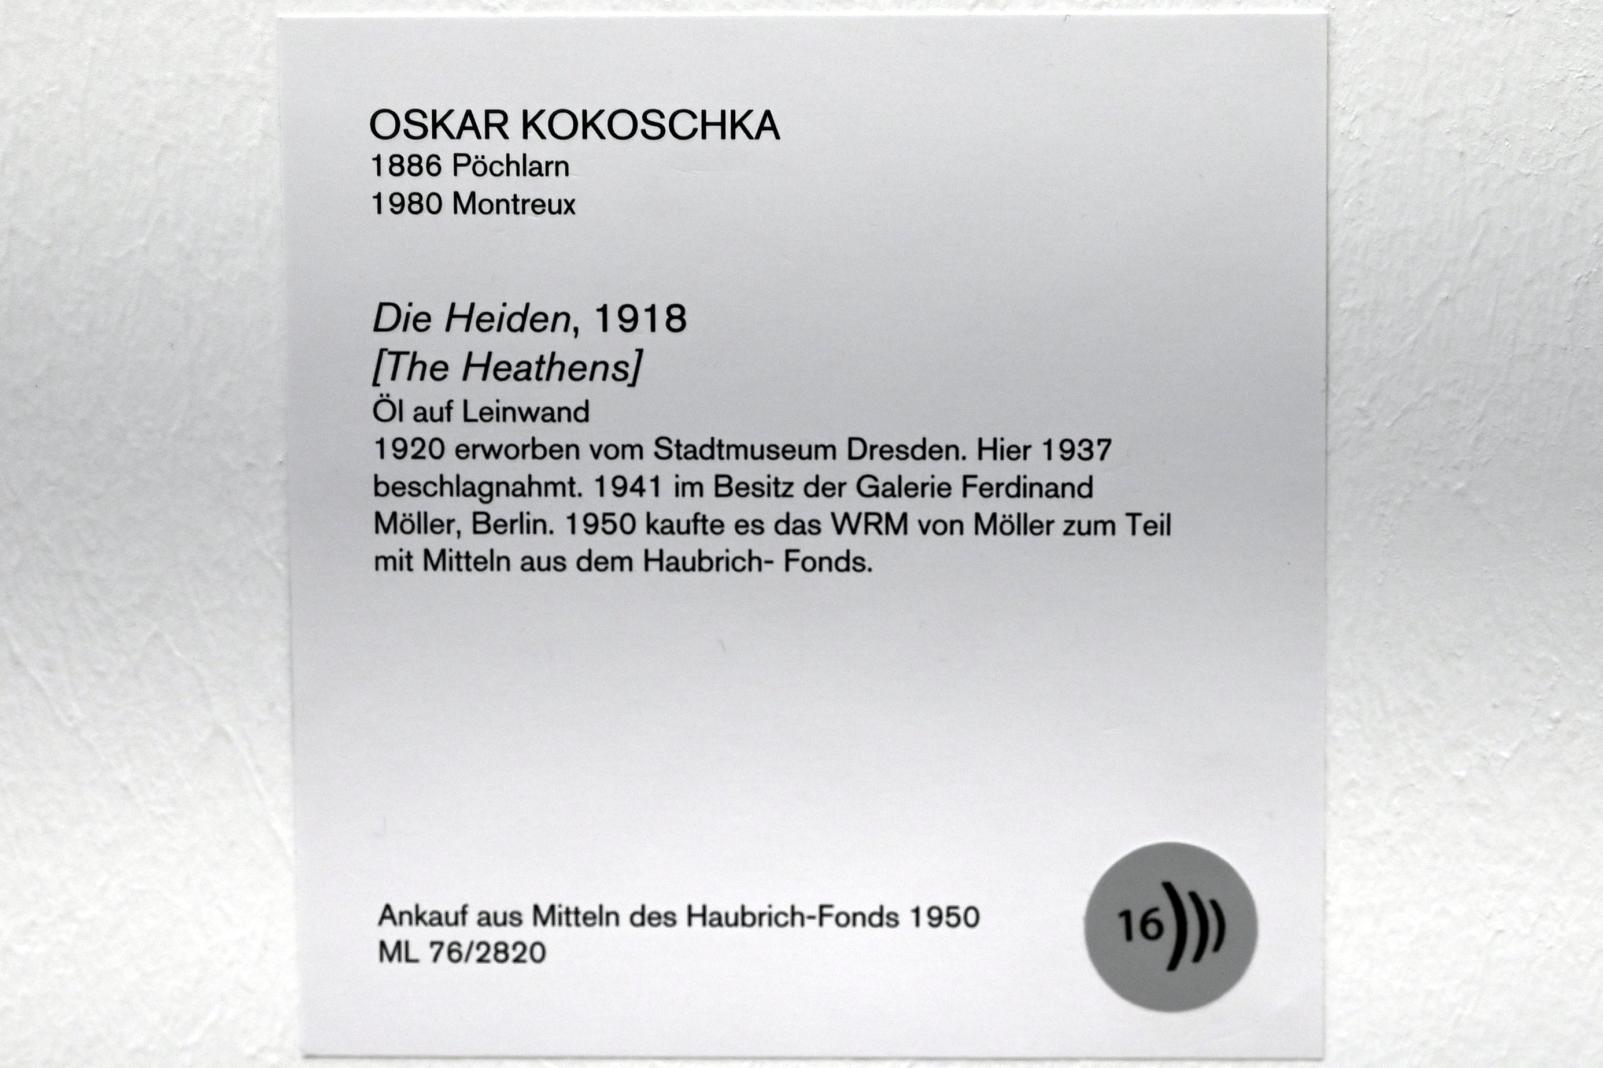 OSKAR KOKOSCHKA
1886 Pöchlarn
1980 Montreux
Die Heiden, 1918
[The Heathens]
Öl auf Leinwand
1920 erworben vom Stadtmuseum Dresden. Hier 1937
beschlagnahmt. 1941 im Besitz der Galerie Ferdinand
Möller, Berlin. 1950 kaufte es das WRM von Möller zum Teil
mit Mitteln aus dem Haubrich- Fonds.
Ankauf aus Mitteln des Haubrich-Fonds 1950
ML 76/2820
16